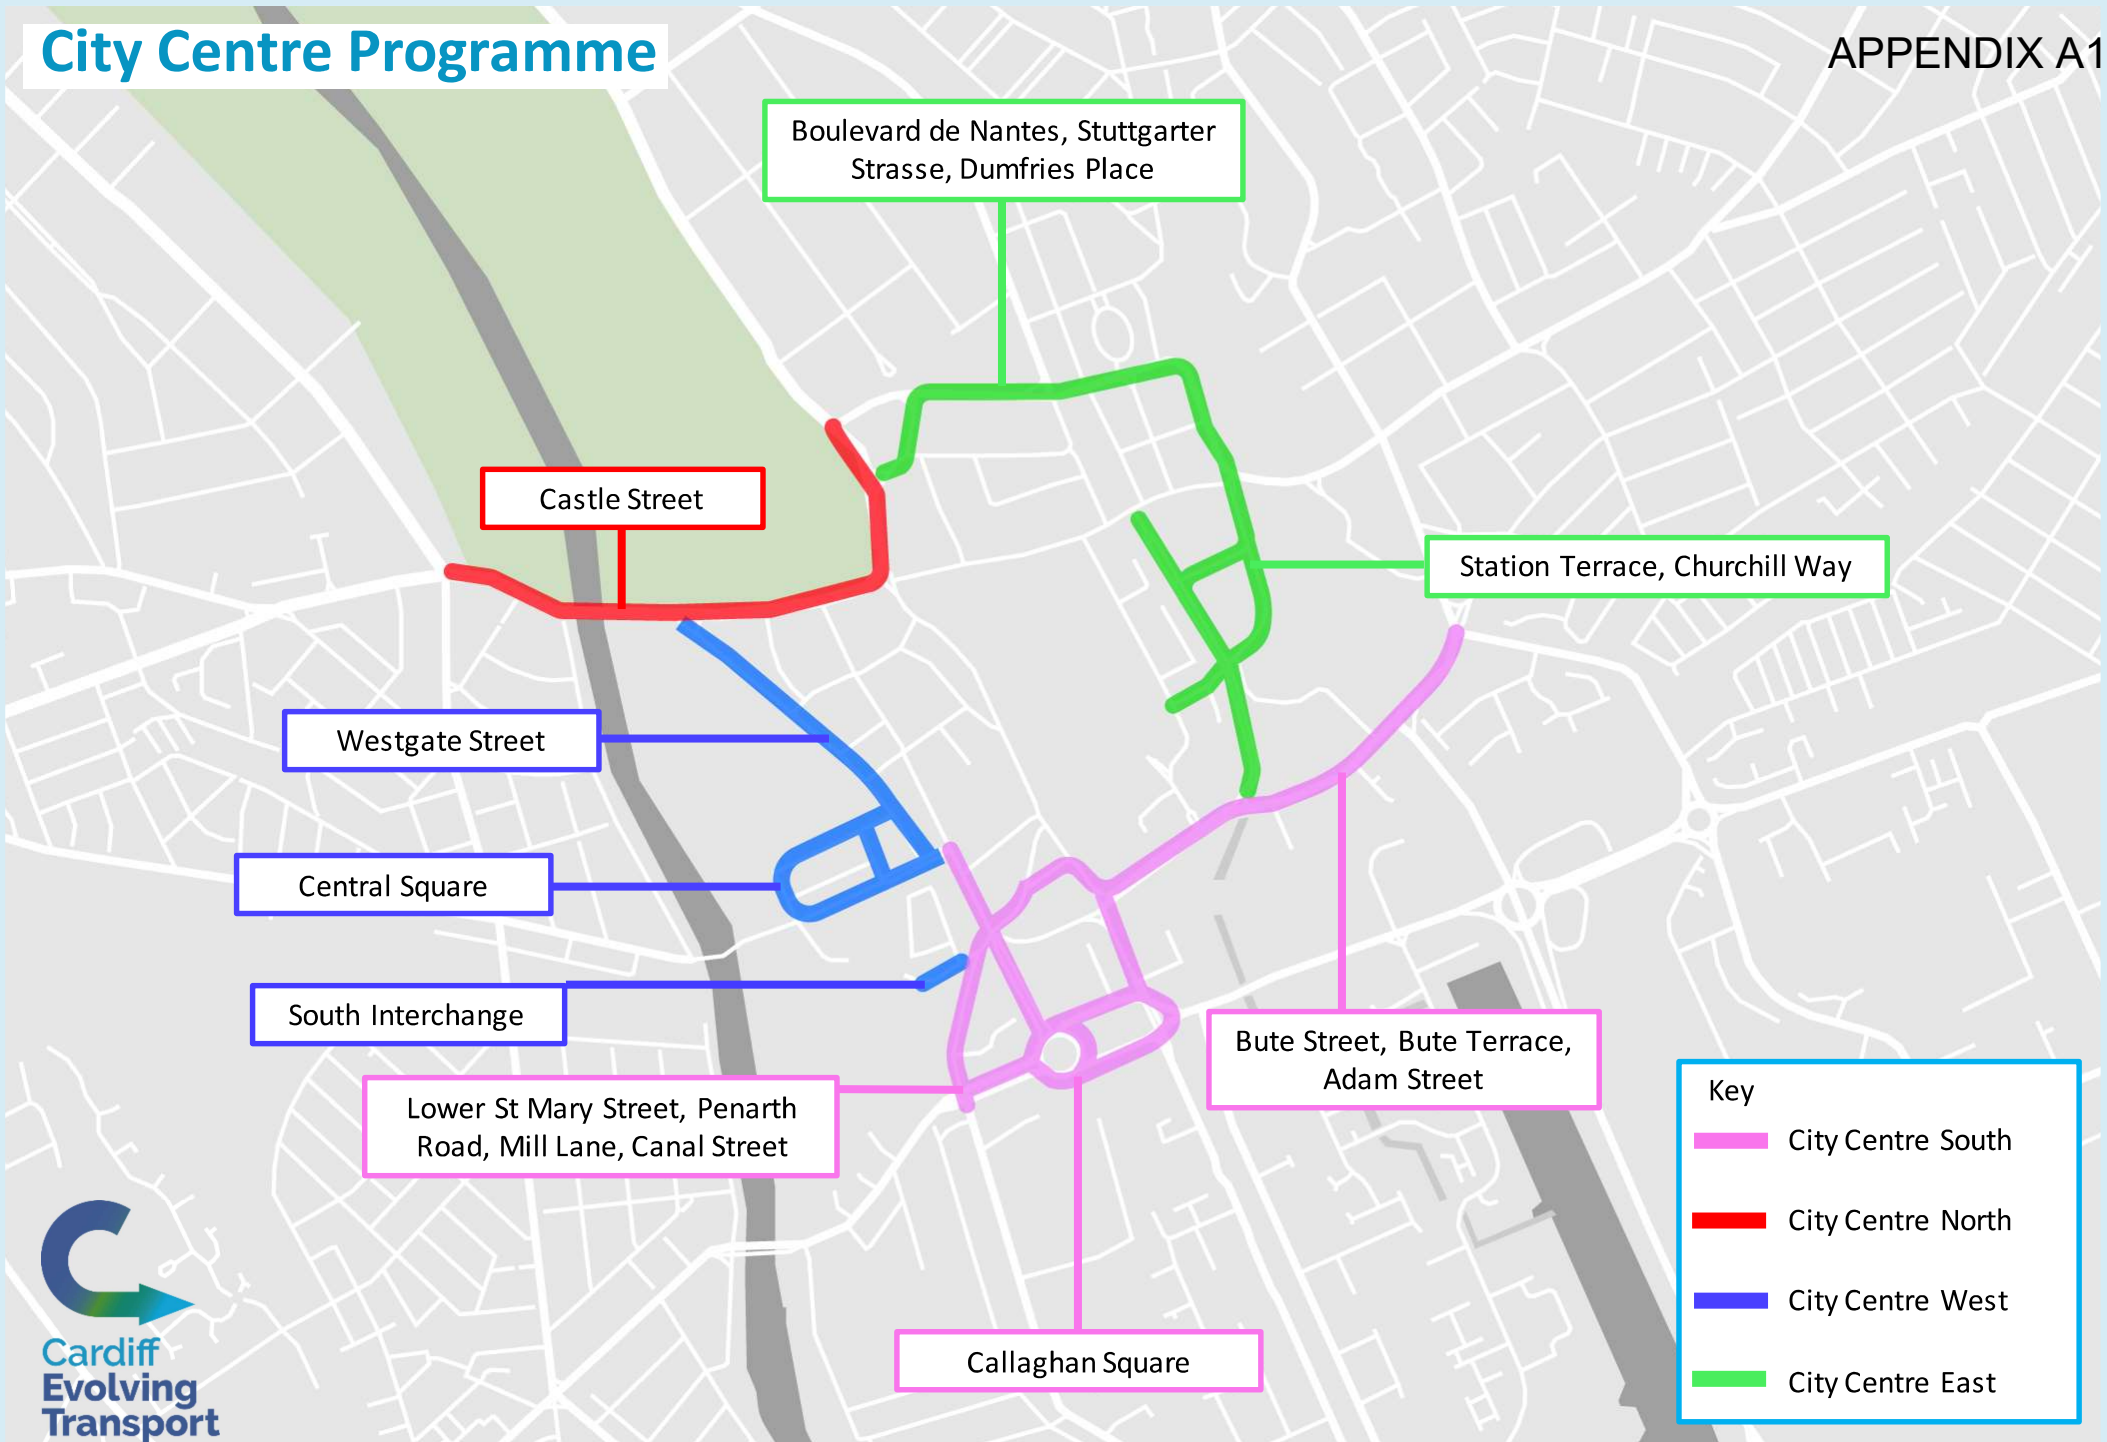 City Centre Programme
APPENDIX A1
Boulevard de Nantes, Stuttgarter
Strasse, Dumfries Place
Castle Street
Station Terrace, Churchill Way
Westgate Street
Central Square
South Interchange
Bute Street, Bute Terrace,
Adam Street
Lower St Mary Street, Penarth
Road, Mill Lane, Canal Street
Callaghan Square
Key
City Centre South
City Centre North
City Centre West
City Centre East
Cardiff
Evolving
Transport